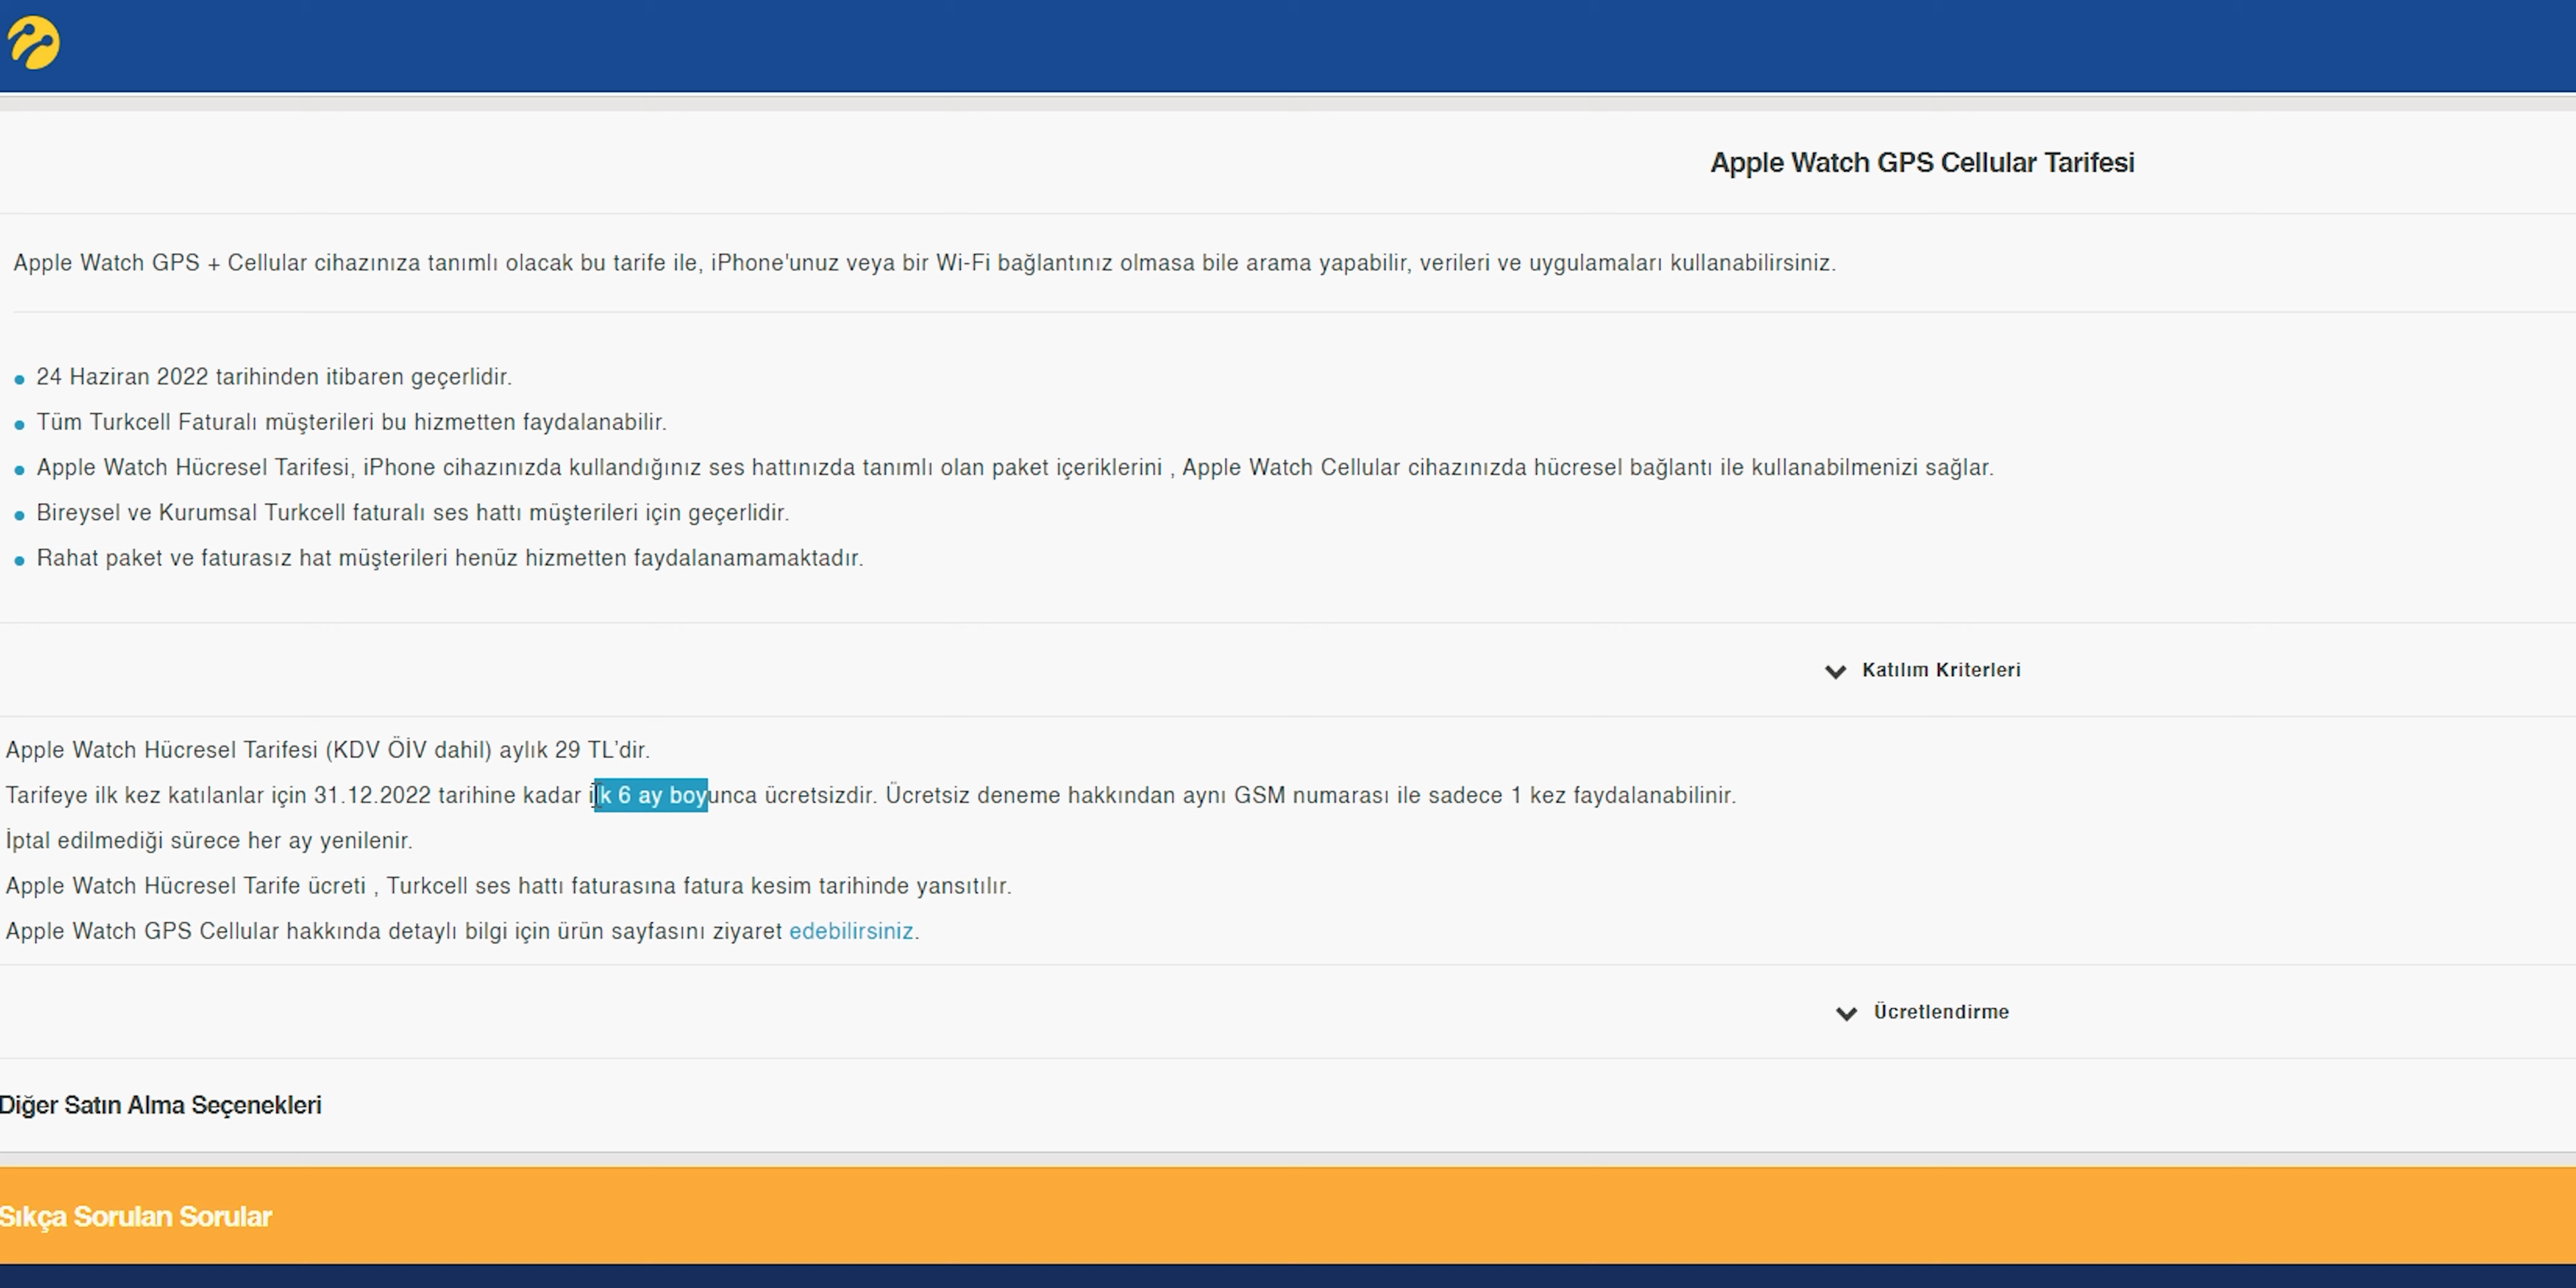 Apple Watch GPS Cellular Tarifesi
Apple Watch GPS + Cellular cihazınıza tanımlı olacak bu tarife ile, iPhone'unuz veya bir Wi-Fi bağlantınız olmasa bile arama yapabilir, verileri ve uygulamaları kullanabilirsiniz.
24 Haziran 2022 tarihinden itibaren geçerlidir.
Tüm Turkcell Faturalı müşterileri bu hizmetten faydalanabilir.
Apple Watch Hücresel Tarifesi, iPhone cihazınızda kullandığınız ses hattınızda tanımlı olan paket içeriklerini , Apple Watch Cellular cihazınızda hücresel bağlantı ile kullanabilmenizi sağlar.
Bireysel ve Kurumsal Turkcell faturalı ses hattı müşterileri için geçerlidir.
Rahat paket ve faturasız hat müşterileri henüz hizmetten faydalanamamaktadır.
Katılım Kriterleri
Apple Watch Hücresel Tarifesi (KDV ÖİV dahil) aylık 29 TL’dir.
Tarifeye ilk kez katılanlar için 31.12.2022 tarihine kadar ilk 6 ay boyunca ücretsizdir. Ücretsiz deneme hakkından aynı GSM numarası ile sadece 1 kez faydalanabilinir.
İptal edilmediği sürece her ay yenilenir.
Apple Watch Hücresel Tarife ücreti , Turkcell ses hattı faturasına fatura kesim tarihinde yansıtılır.
Apple Watch GPS Cellular hakkında detaylı bilgi için ürün sayfasını ziyaret edebilirsiniz.
Ücretlendirme
Diğer Satın Alma Seçenekleri
Sıkça Sorulan Sorular